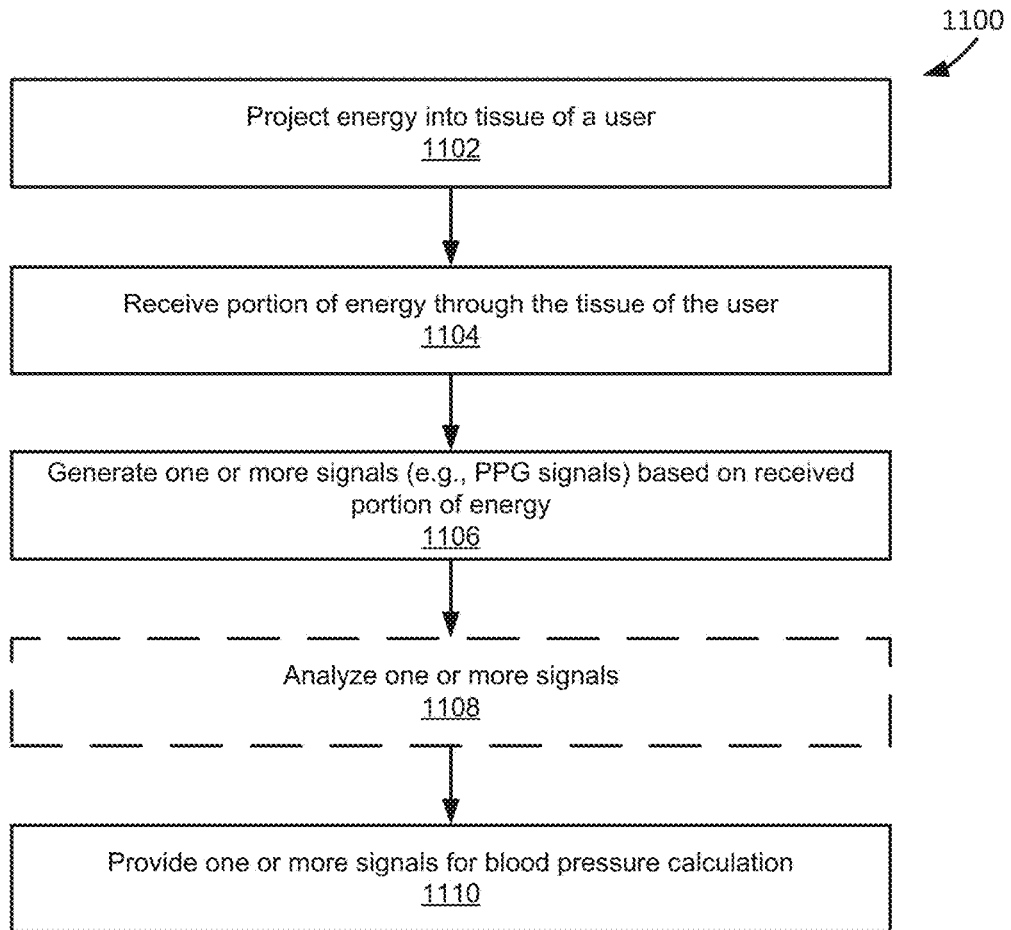 1100
Project energy into tissue of a user
1102
Receive portion of energy through the tissue of the user
1104
Generate one or more signals (e.g., PPG signals) based on received
portion of energy
1106
Analyze one or more signals
1108
Provide one or more signals for blood pressure calculation
1110